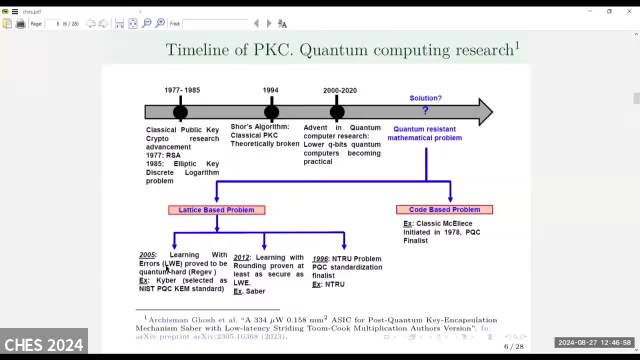 ches.pdf
Page: 6 (6 / 28)
Find:
Timeline of PKC. Quantum computing research1
1977- 1985
1994
2000-2020
Solution?
?
Classical Public Key
Crypto research
advancement
1977: RSA
1985: Elliptic Key
Discrete Logarithm
problem
Shor's Algorithm:
Classical PKC
Theoretically broken
Advent in Quantum
computer research:
Lower q-bits quantum
computers becoming
practical
Quantum resistant
mathematical problem
Lattice Based Problem
Code Based Problem
2005: Learning With
Errors (LWE) proved to be
quantum-hard (Regev )
Ex: Kyber (selected as
NIST PQC KEM standard)
2012: Learning with
Rounding proven at
least as secure as
LWE.
Ex. Saber
1996: NTRU Problem
PQC standardization
finalist
Ex: NTRU
Ex: Classic McEliece
initiated in 1978, PQC
Finalist
1Archisman Ghosh et al. "A 334 μW 0.158 mm2 ASIC for Post-Quantum Key-Encapsulation
Mechanism Saber with Low-latency Striding Toom-Cook Multiplication Authors Version". In:
arXiv preprint arXiv:2305.10368 (2023).
6 / 28
CHES 2024
2024-08-27 12:46:58